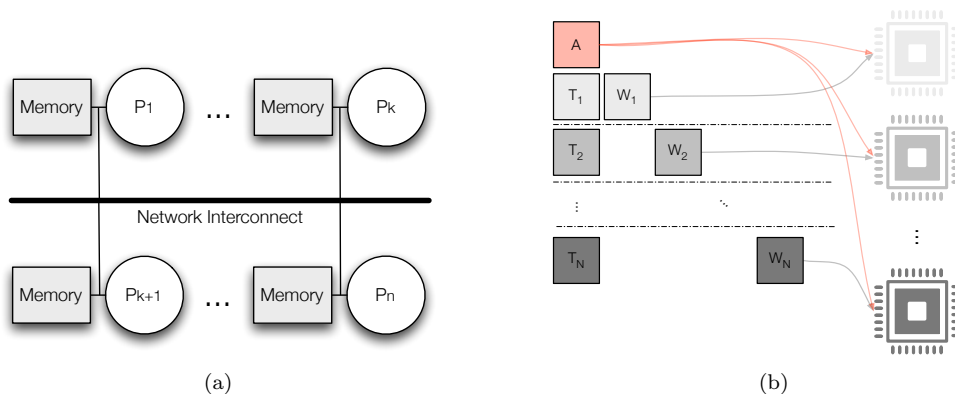 Memory P1 ... Memory Pk
Network Interconnect
Memory Pk+1 ... Memory Pn
(a)
A
T1 W1
T2 W2
⋮ ⋱
⋮
TN WN
(b)